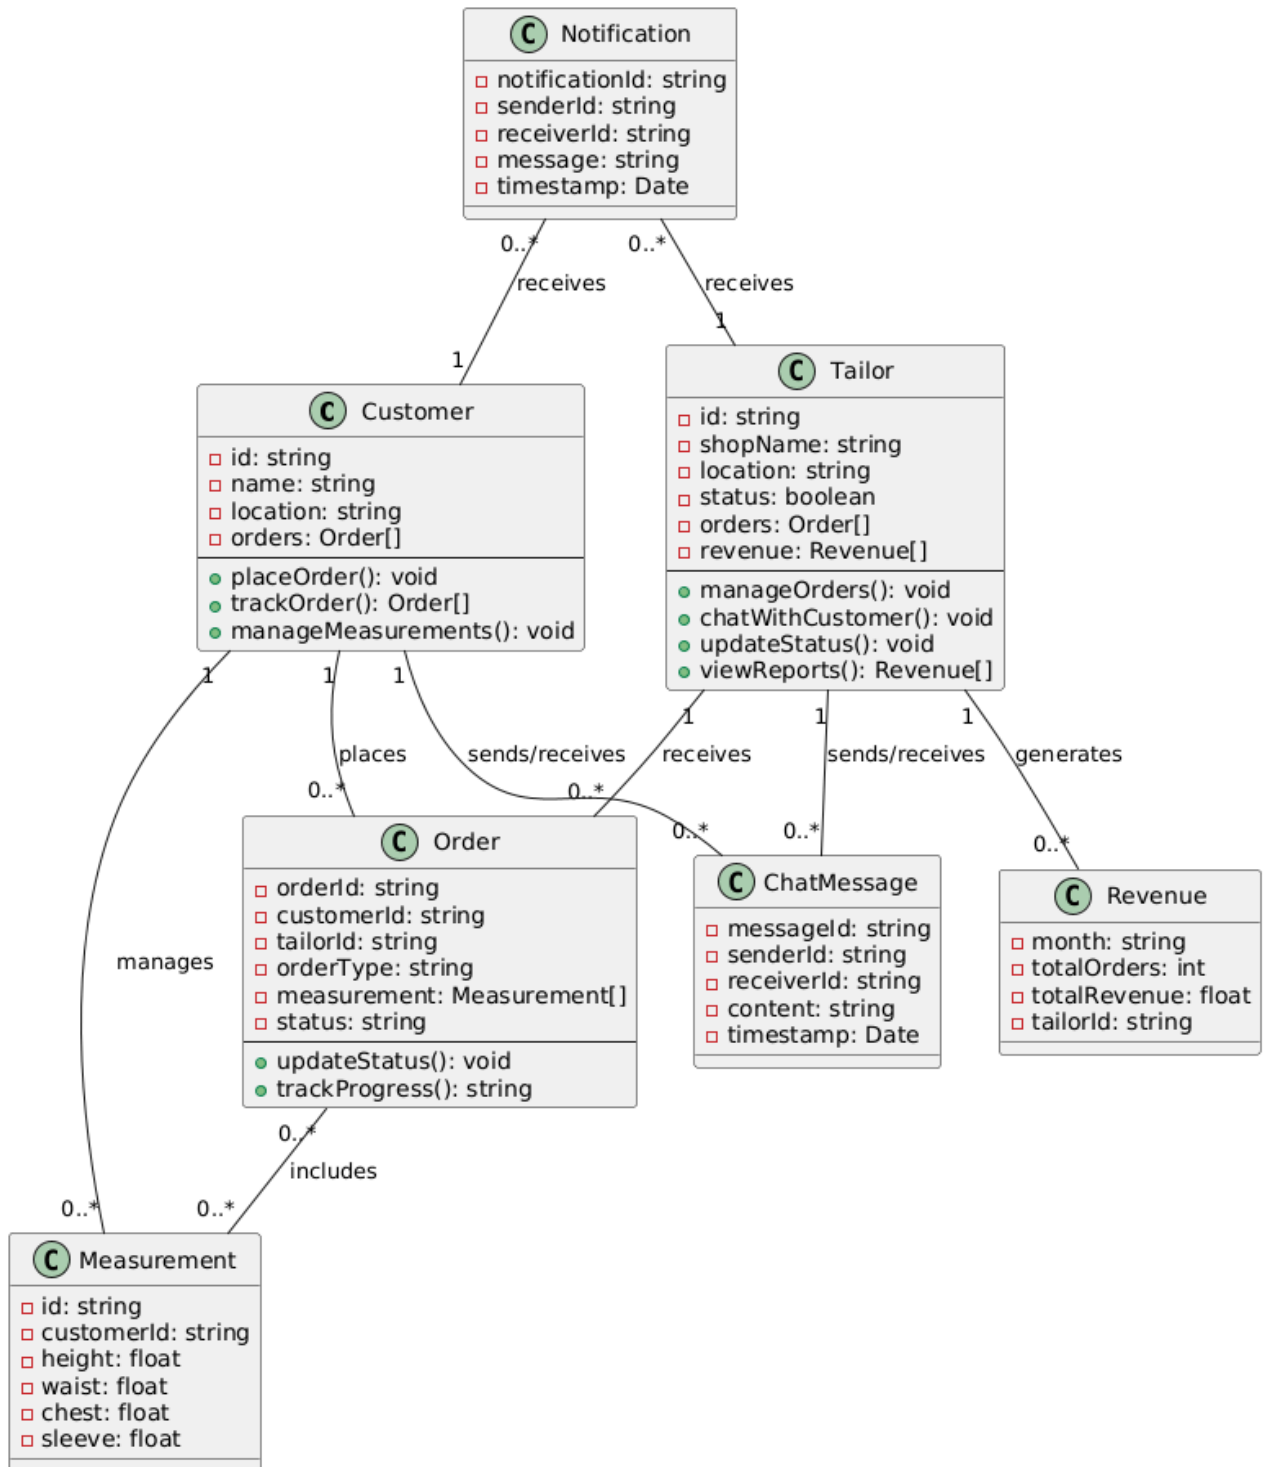 C Notification
notificationId: string
senderId: string
receiverId: string
message: string
timestamp: Date
0..*
0..*
receives
receives
1
1
C Customer
id: string
name: string
location: string
orders: Order[]
placeOrder(): void
trackOrder(): Order[]
manageMeasurements(): void
C Tailor
id: string
shopName: string
location: string
status: boolean
orders: Order[]
revenue: Revenue[]
manageOrders(): void
chatWithCustomer(): void
updateStatus(): void
viewReports(): Revenue[]
1
1
1
1
1
1
places
sends/receives
receives
sends/receives
generates
0..*
0..*
0..*
0..*
0..*
manages
C Order
orderId: string
customerId: string
tailorId: string
orderType: string
measurement: Measurement[]
status: string
updateStatus(): void
trackProgress(): string
C ChatMessage
messageId: string
senderId: string
receiverId: string
content: string
timestamp: Date
C Revenue
month: string
totalOrders: int
totalRevenue: float
tailorId: string
0..*
includes
0..*
0..*
C Measurement
id: string
customerId: string
height: float
waist: float
chest: float
sleeve: float